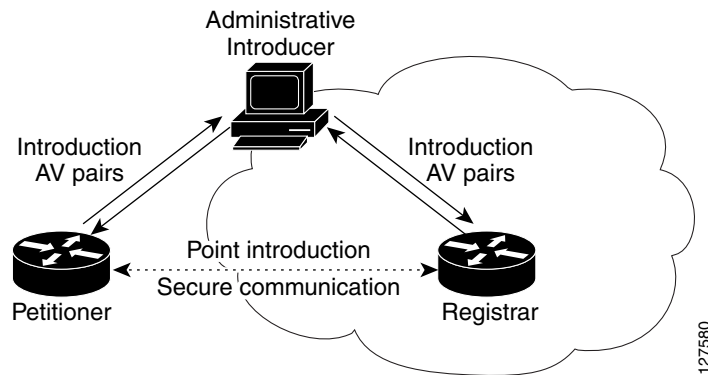 Administrative
Introducer
Introduction
AV pairs
Introduction
AV pairs
Point introduction
Secure communication
Petitioner
Registrar
127580